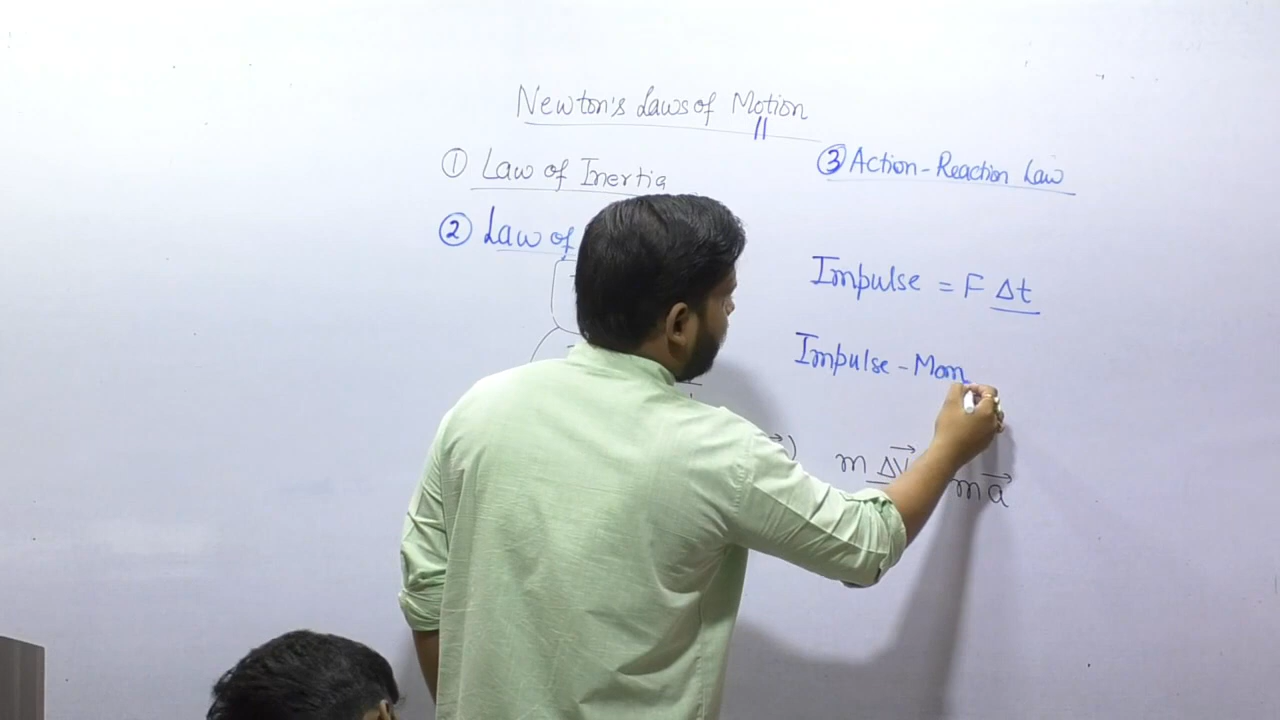 Newton's Laws of Motion
① Law of Inertia
② Law of
③ Action-Reaction Law
Impulse = F Δt
Impulse - Mom
m Δv⃗
m a⃗